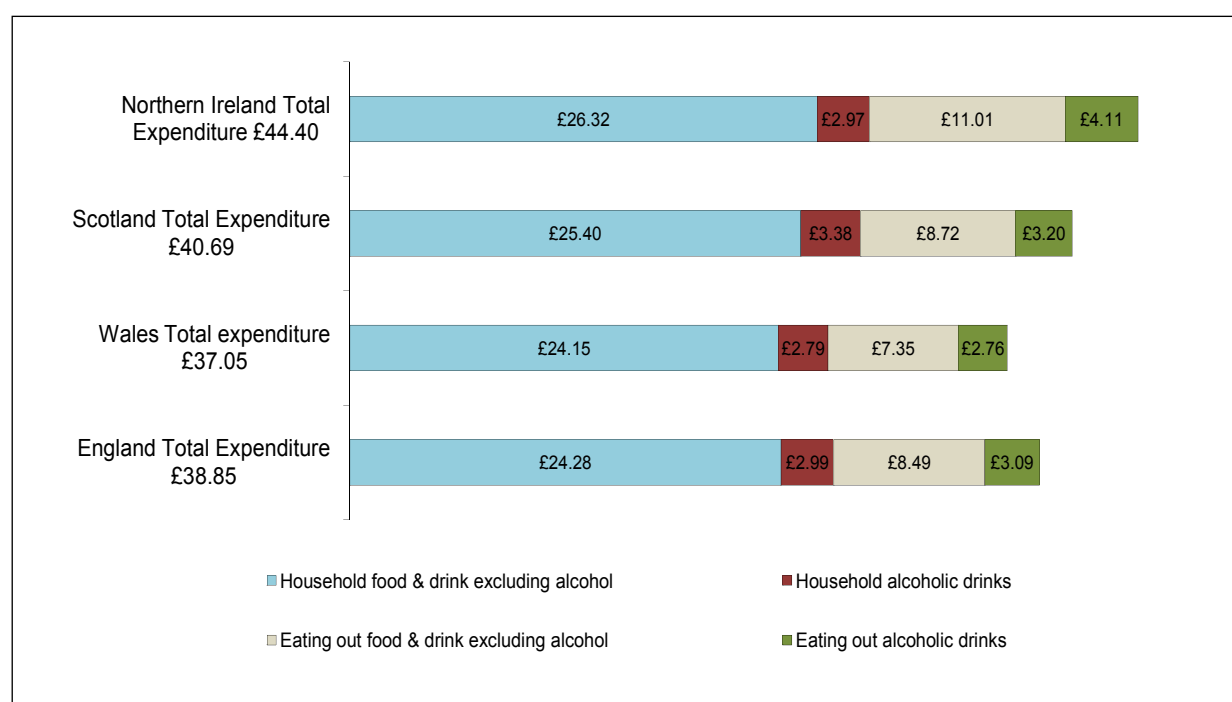 Northern Ireland Total
Expenditure £44.40
£26.32 £2.97 £11.01 £4.11
Scotland Total Expenditure
£40.69
£25.40 £3.38 £8.72 £3.20
Wales Total expenditure
£37.05
£24.15 £2.79 £7.35 £2.76
England Total Expenditure
£38.85
£24.28 £2.99 £8.49 £3.09
Household food & drink excluding alcohol
Household alcoholic drinks
Eating out food & drink excluding alcohol
Eating out alcoholic drinks